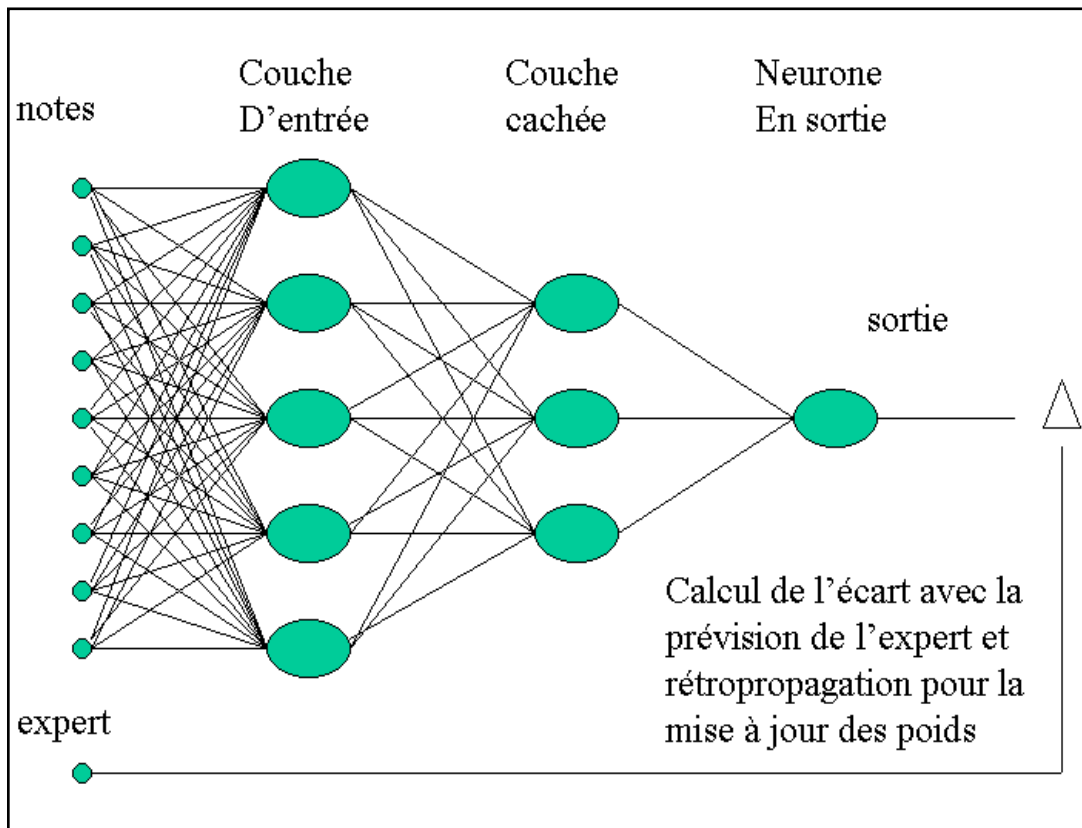 notes
Couche
D'entrée
Couche
cachée
Neurone
En sortie
sortie
Calcul de l'écart avec la
prévision de l'expert et
rétropropagation pour la
mise à jour des poids
expert